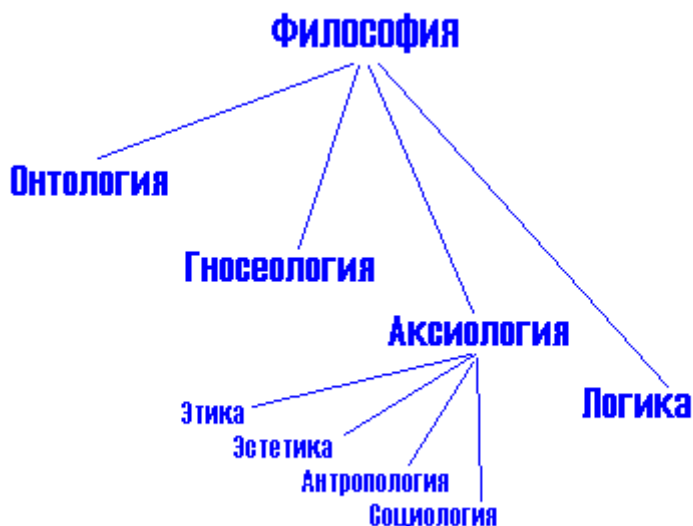 Философия
Онтология
Гносеология
Аксиология
Логика
Этика
Эстетика
Антропология
Социология